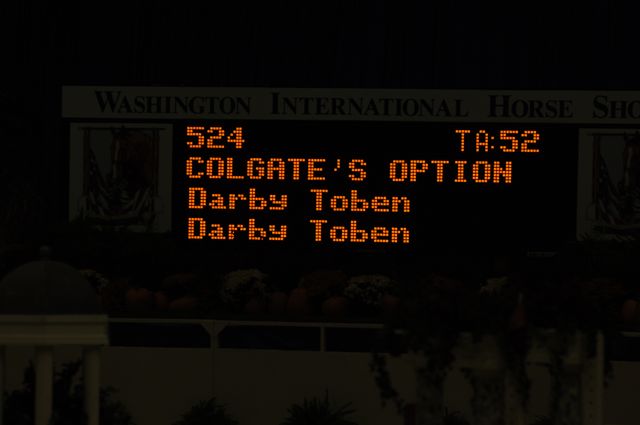 WASHINGTON INTERNATIONAL HORSE SHO
524 TA:52
COLGATE'S OPTION
Darby Toben
Darby Toben